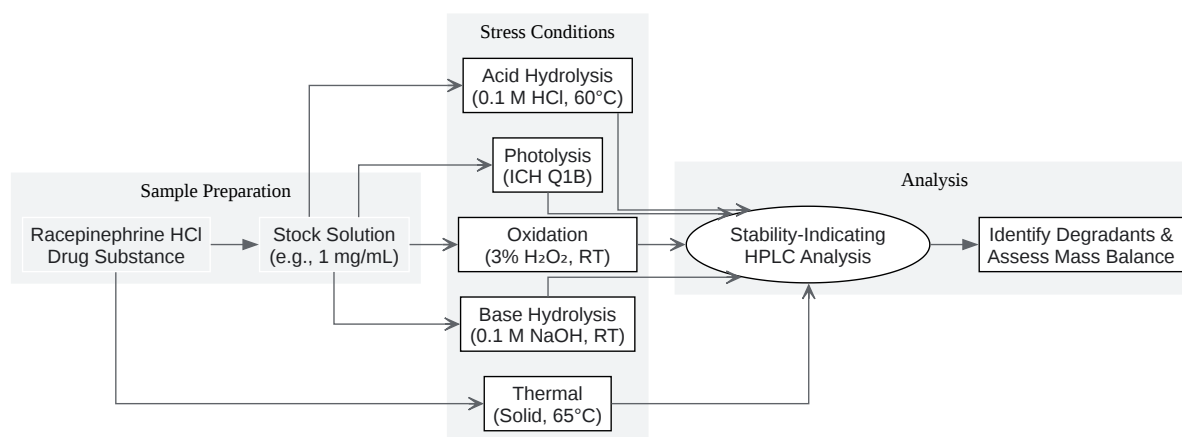 Stress Conditions
Acid Hydrolysis
(0.1 M HCl, 60°C)
Photolysis
(ICH Q1B)
Analysis
Sample Preparation
Racepinephrine HCl
Drug Substance
Stock Solution
(e.g., 1 mg/mL)
Oxidation
(3% H₂O₂, RT)
Stability-Indicating
HPLC Analysis
Identify Degradants &
Assess Mass Balance
Base Hydrolysis
(0.1 M NaOH, RT)
Thermal
(Solid, 65°C)